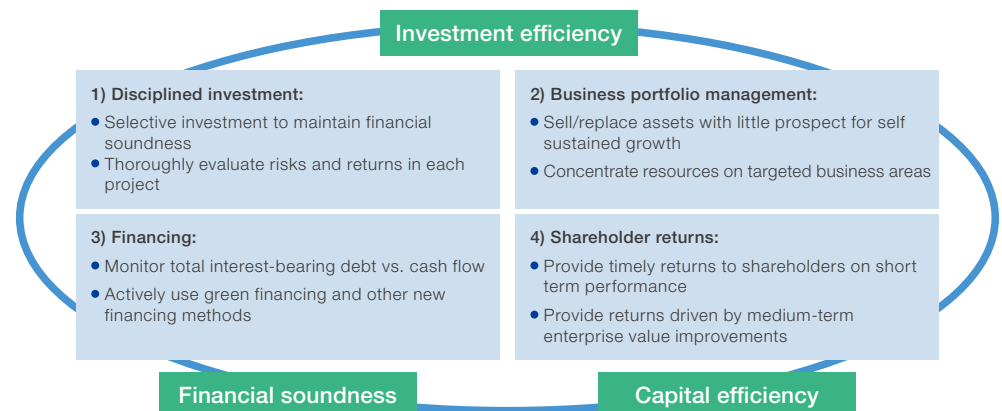 Investment efficiency
1) Disciplined investment:
• Selective investment to maintain financial
soundness
• Thoroughly evaluate risks and returns in each
project
2) Business portfolio management:
• Sell/replace assets with little prospect for self
sustained growth
• Concentrate resources on targeted business areas
3) Financing:
• Monitor total interest-bearing debt vs. cash flow
• Actively use green financing and other new
financing methods
4) Shareholder returns:
• Provide timely returns to shareholders on short
term performance
• Provide returns driven by medium-term
enterprise value improvements
Financial soundness
Capital efficiency